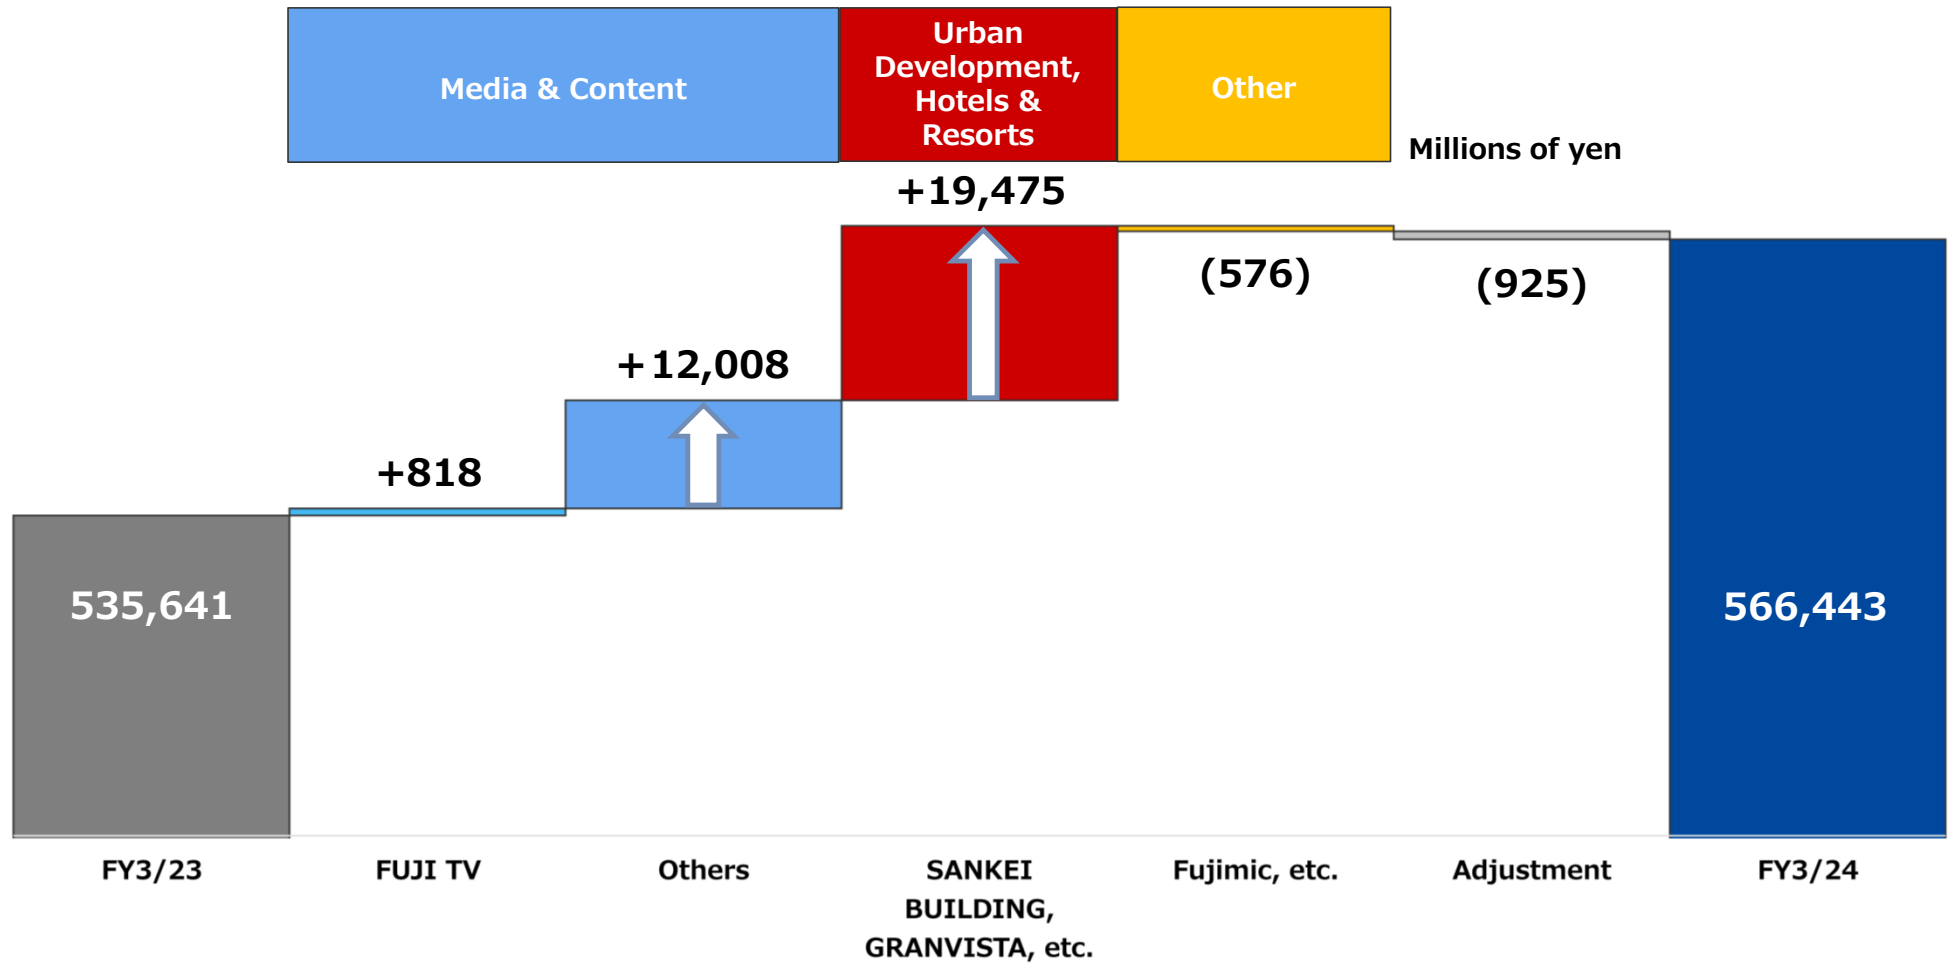 Media & Content
Urban
Development,
Hotels &
Resorts
Other
Millions of yen
+19,475
(576)
(925)
+12,008
+818
535,641
566,443
FY3/23
FUJI TV
Others
SANKEI
BUILDING,
GRANVISTA, etc.
Fujimic, etc.
Adjustment
FY3/24